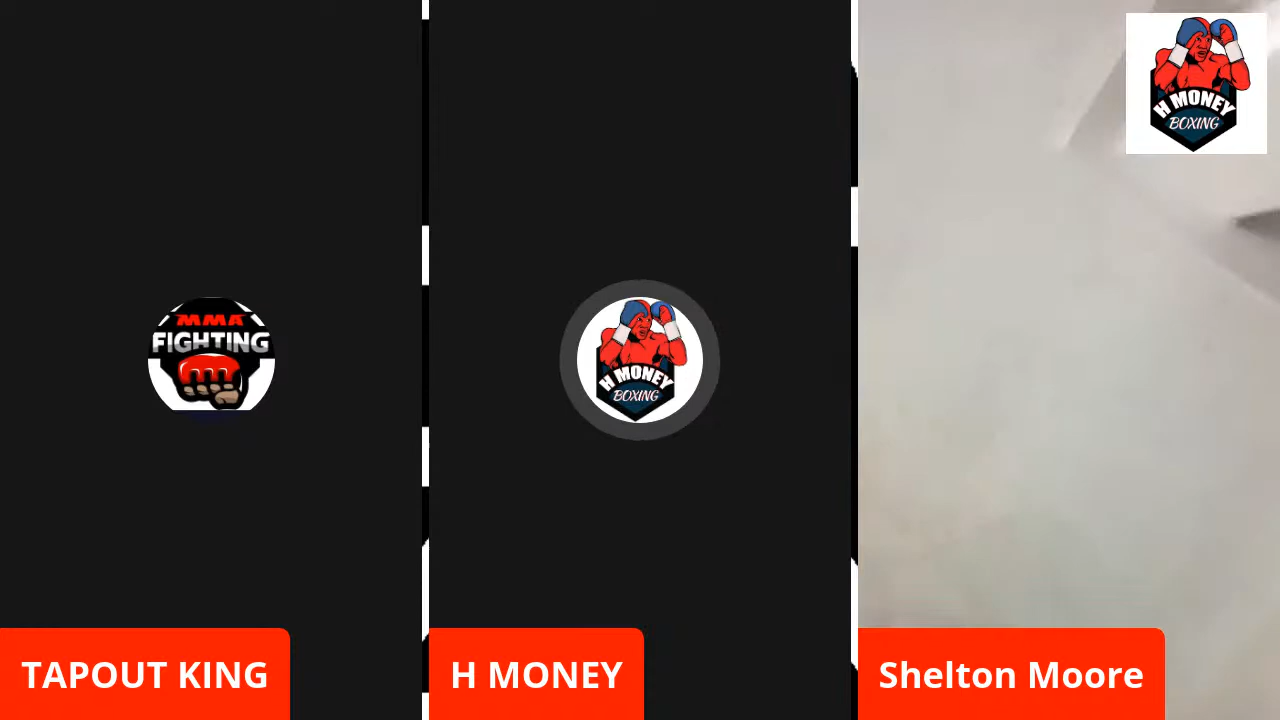 MMA
FIGHTING
TAPOUT KING
H MONEY
BOXING
H MONEY
H MONEY
BOXING
Shelton Moore